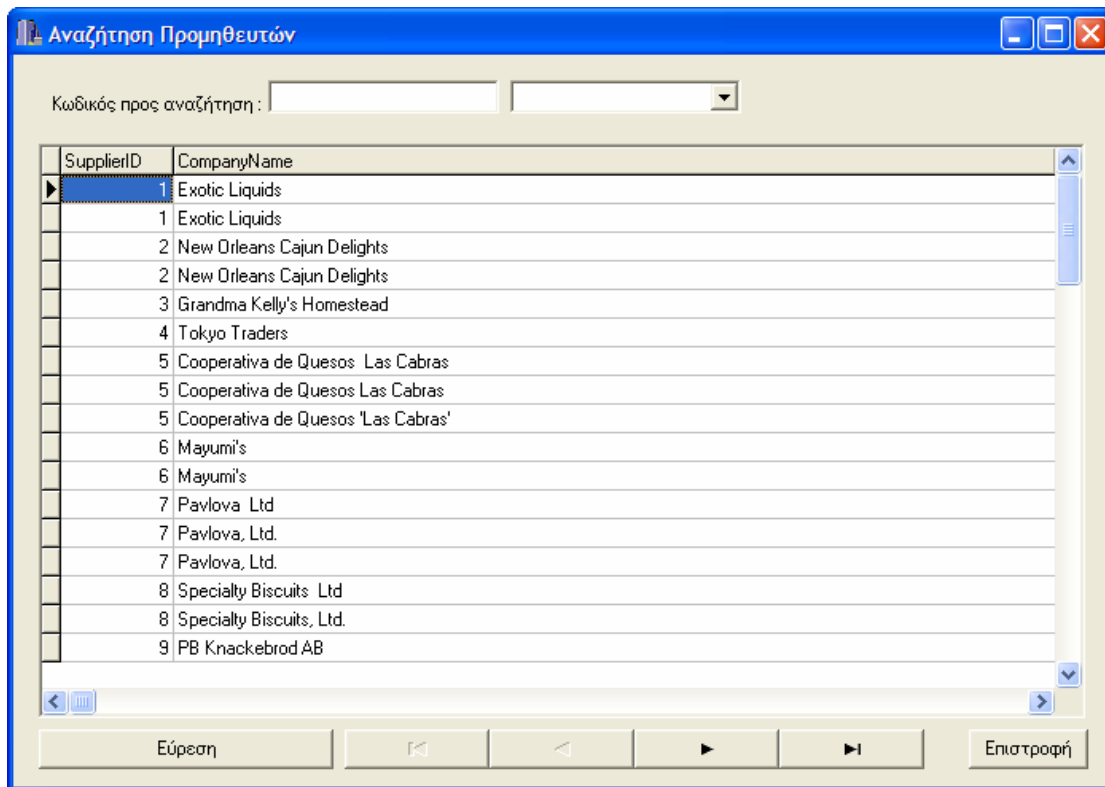 Αναζήτηση Προμηθευτών
Κωδικός προς αναζήτηση :
SupplierID CompanyName
1 Exotic Liquids
1 Exotic Liquids
2 New Orleans Cajun Delights
2 New Orleans Cajun Delights
3 Grandma Kelly's Homestead
4 Tokyo Traders
5 Cooperativa de Quesos  Las Cabras
5 Cooperativa de Quesos Las Cabras
5 Cooperativa de Quesos 'Las Cabras'
6 Mayumi's
6 Mayumi's
7 Pavlova  Ltd
7 Pavlova, Ltd.
7 Pavlova, Ltd.
8 Specialty Biscuits  Ltd
8 Specialty Biscuits, Ltd.
9 PB Knackebrod AB
Εύρεση Επιστροφή